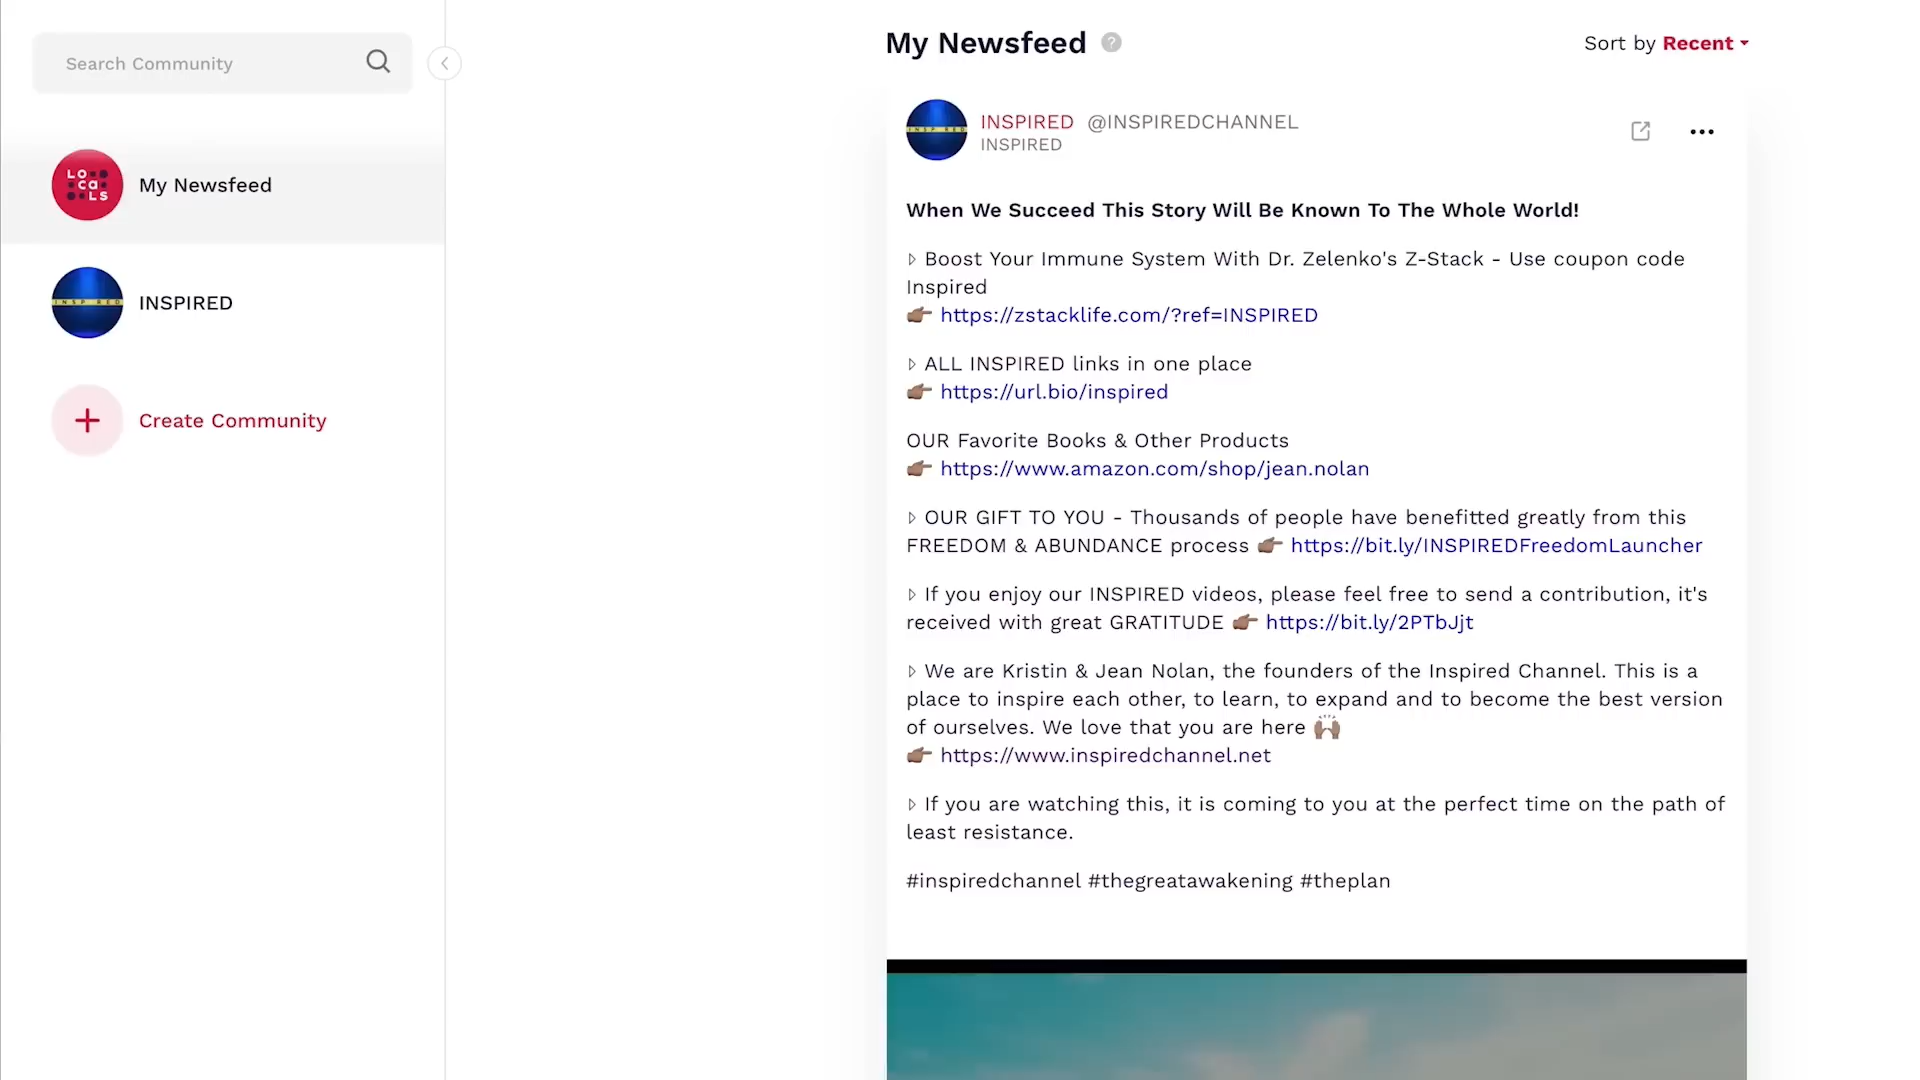 Search Community
LOcaLS
My Newsfeed
INSPIRED
INSPIRED
Create Community
My Newsfeed ?
Sort by Recent
INSPIRED
INSPIRED @INSPIREDCHANNEL
INSPIRED
When We Succeed This Story Will Be Known To The Whole World!
▷ Boost Your Immune System With Dr. Zelenko's Z-Stack - Use coupon code
Inspired
👉🏽 https://zstacklife.com/?ref=INSPIRED
▷ ALL INSPIRED links in one place
👉🏽 https://url.bio/inspired
OUR Favorite Books & Other Products
👉🏽 https://www.amazon.com/shop/jean.nolan
▷ OUR GIFT TO YOU - Thousands of people have benefitted greatly from this
FREEDOM & ABUNDANCE process 👉🏽 https://bit.ly/INSPIREDFreedomLauncher
▷ If you enjoy our INSPIRED videos, please feel free to send a contribution, it's
received with great GRATITUDE 👉🏽 https://bit.ly/2PTbJjt
▷ We are Kristin & Jean Nolan, the founders of the Inspired Channel. This is a
place to inspire each other, to learn, to expand and to become the best version
of ourselves. We love that you are here 🙌🏽
👉🏽 https://www.inspiredchannel.net
▷ If you are watching this, it is coming to you at the perfect time on the path of
least resistance.
#inspiredchannel #thegreatawakening #theplan